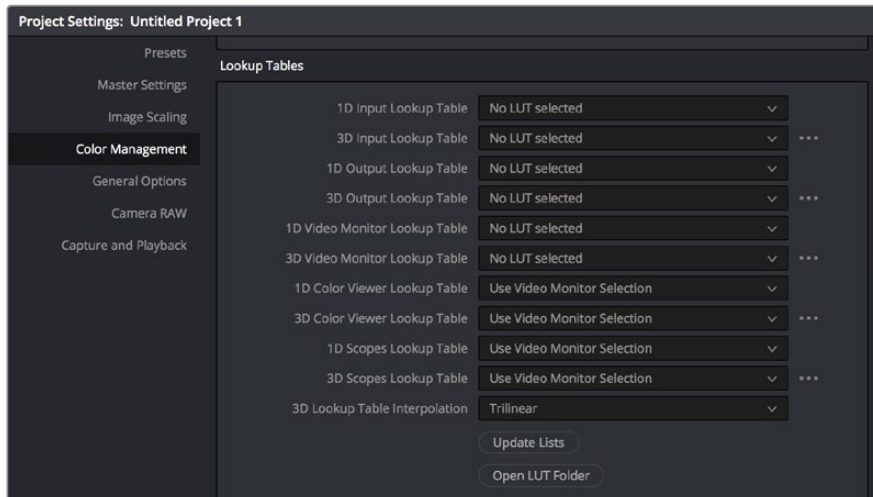 Project Settings: Untitled Project 1
Presets
Master Settings
Image Scaling
Color Management
General Options
Camera RAW
Capture and Playback
Lookup Tables
1D Input Lookup Table No LUT selected
3D Input Lookup Table No LUT selected
1D Output Lookup Table No LUT selected
3D Output Lookup Table No LUT selected
1D Video Monitor Lookup Table No LUT selected
3D Video Monitor Lookup Table No LUT selected
1D Color Viewer Lookup Table Use Video Monitor Selection
3D Color Viewer Lookup Table Use Video Monitor Selection
1D Scopes Lookup Table Use Video Monitor Selection
3D Scopes Lookup Table Use Video Monitor Selection
3D Lookup Table Interpolation Trilinear
Update Lists
Open LUT Folder